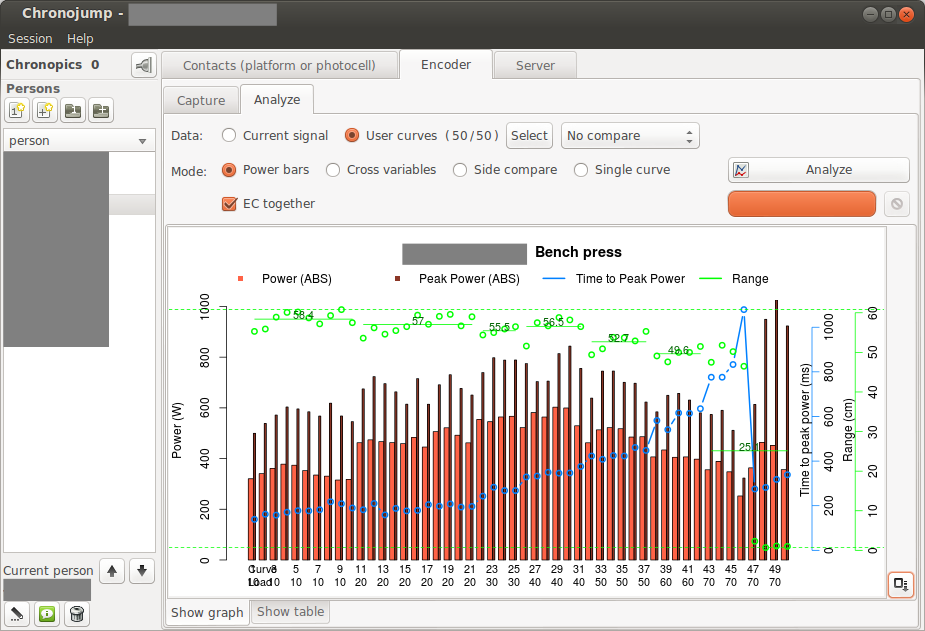 Chronojump -
Session Help
Chronopics 0
Contacts (platform or photocell) Encoder Server
Persons
Capture Analyze
person
Data: Current signal User curves (50/50) Select No compare
Mode: Power bars Cross variables Side compare Single curve Analyze
EC together
Bench press
Power (ABS) Peak Power (ABS) Time to Peak Power Range
Power (W)
0 200 400 600 800 1000
58.4 57 55.5 56.5 52.7 49.6
Time to peak power (ms)
0 200 400 600 800 1000
Range (cm)
0 10 20 30 40 50 60
Curve 3 5 7 9 11 13 15 17 19 21 23 25 27 29 31 33 35 37 39 41 43 45 47 49
Load 10 10 10 10 20 20 20 20 20 20 30 30 40 40 40 50 50 50 60 60 70 70 70 70
Current person
Show graph Show table